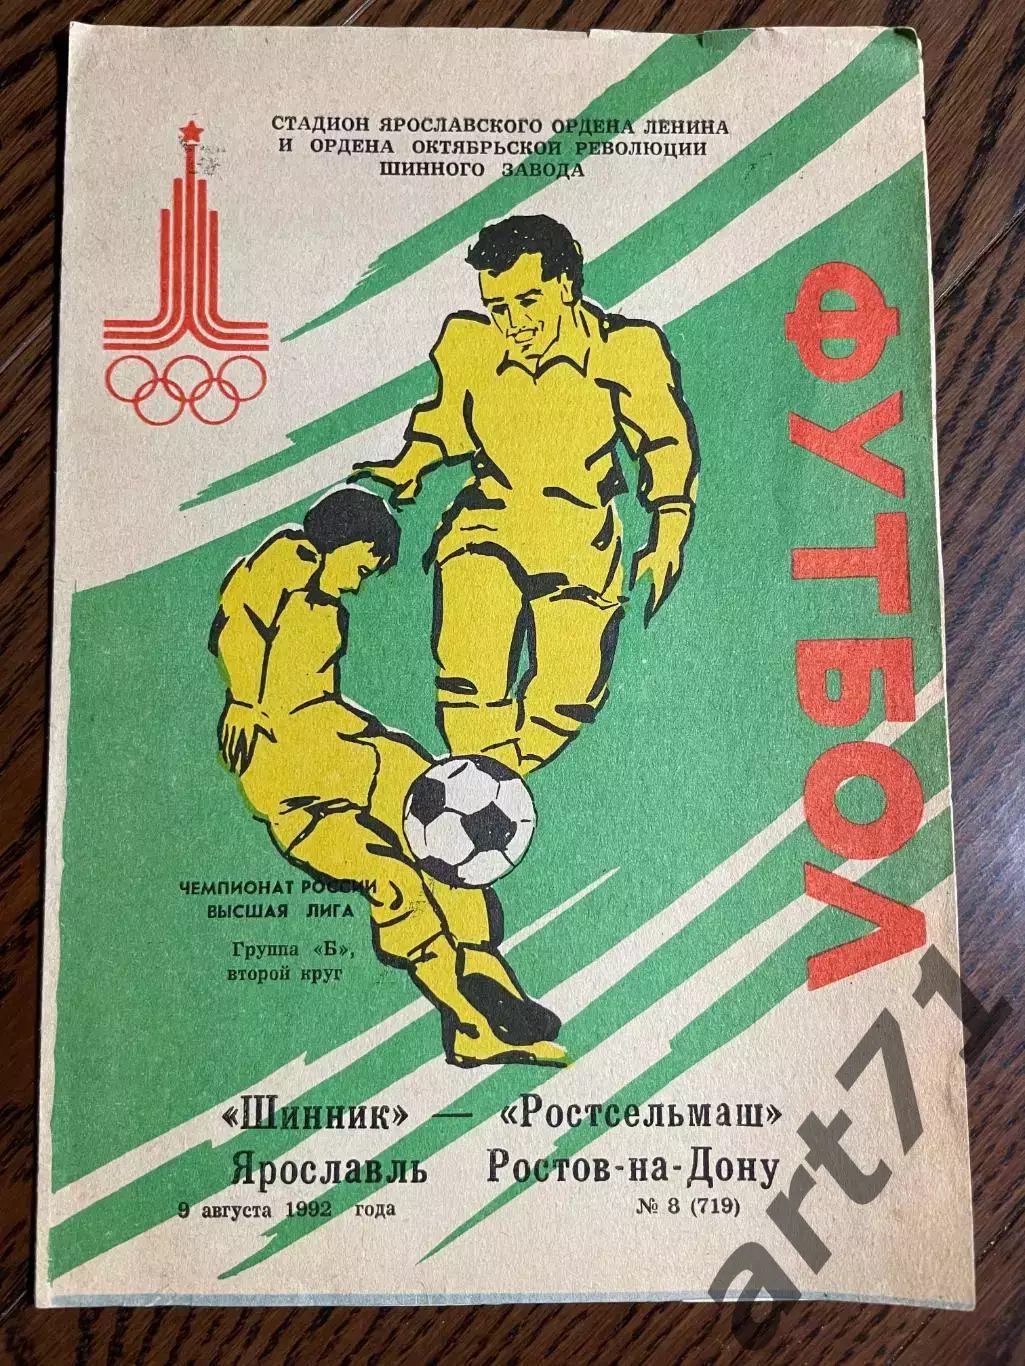 СТАДИОН ЯРОСЛАВСКОГО ОРДЕНА ЛЕНИНА
И ОРДЕНА ОКТЯБРЬСКОЙ РЕВОЛЮЦИИ
ШИННОГО ЗАВОДА
ФУТБОЛ
ЧЕМПИОНАТ РОССИИ
ВЫСШАЯ ЛИГА
Группа «Б»,
второй круг
«Шинник» — «Ростсельмаш»
Ярославль Ростов-на-Дону
9 августа 1992 года № 8 (719)
art71